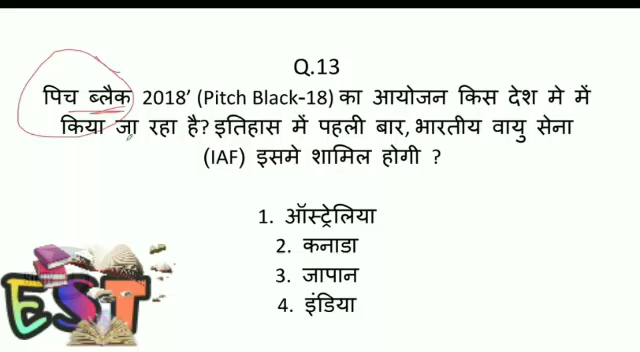 Q.13
पिच ब्लैक 2018’ (Pitch Black-18) का आयोजन किस देश मे में
किया जा रहा है? इतिहास में पहली बार, भारतीय वायु सेना
(IAF) इसमे शामिल होगी ?
1. ऑस्ट्रेलिया
2. कनाडा
3. जापान
4. इंडिया
EST